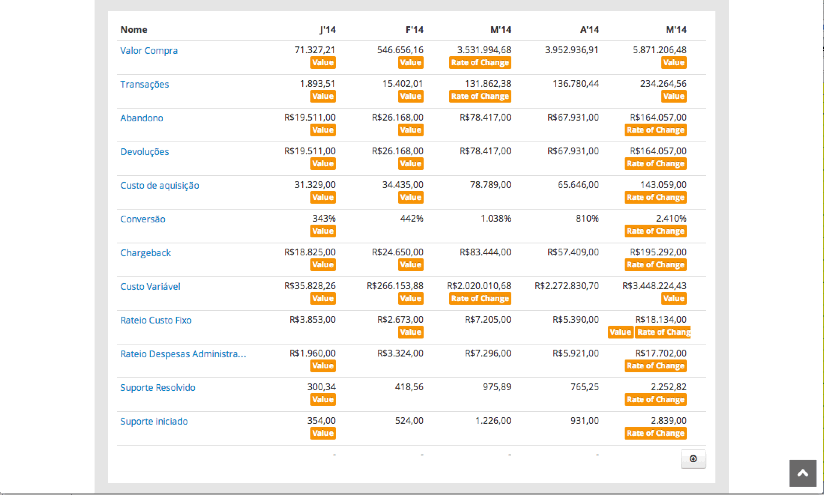 Nome J'14 F'14 M'14 A'14 M'14
Valor Compra 71.327,21 546.656,16 3.531.994,68 3.952.936,91 5.871.206,48
Value Value Rate of Change Value
Transações 1.893,51 15.402,01 131.862,38 136.780,44 234.264,56
Value Value Rate of Change Value
Abandono R$19.511,00 R$26.168,00 R$78.417,00 R$67.931,00 R$164.057,00
Value Value Rate of Change
Devoluções R$19.511,00 R$26.168,00 R$78.417,00 R$67.931,00 R$164.057,00
Value Value Rate of Change
Custo de aquisição 31.329,00 34.435,00 78.789,00 65.646,00 143.059,00
Value Value Rate of Change
Conversão 343% 442% 1.038% 810% 2.410%
Value Rate of Change
Chargeback R$18.825,00 R$24.650,00 R$83.444,00 R$57.409,00 R$195.292,00
Value Value Rate of Change
Custo Variável R$35.828,26 R$266.153,88 R$2.020.010,68 R$2.272.830,70 R$3.448.224,43
Value Value Rate of Change Value
Rateio Custo Fixo R$3.853,00 R$2.673,00 R$7.205,00 R$5.390,00 R$18.134,00
Value Value Rate of Chang
Rateio Despesas Administra... R$1.960,00 R$3.324,00 R$7.296,00 R$5.921,00 R$17.702,00
Value Rate of Change
Suporte Resolvido 300,34 418,56 975,89 765,25 2.252,82
Value Rate of Change
Suporte iniciado 354,00 524,00 1.226,00 931,00 2.839,00
Value Rate of Change
- - - -